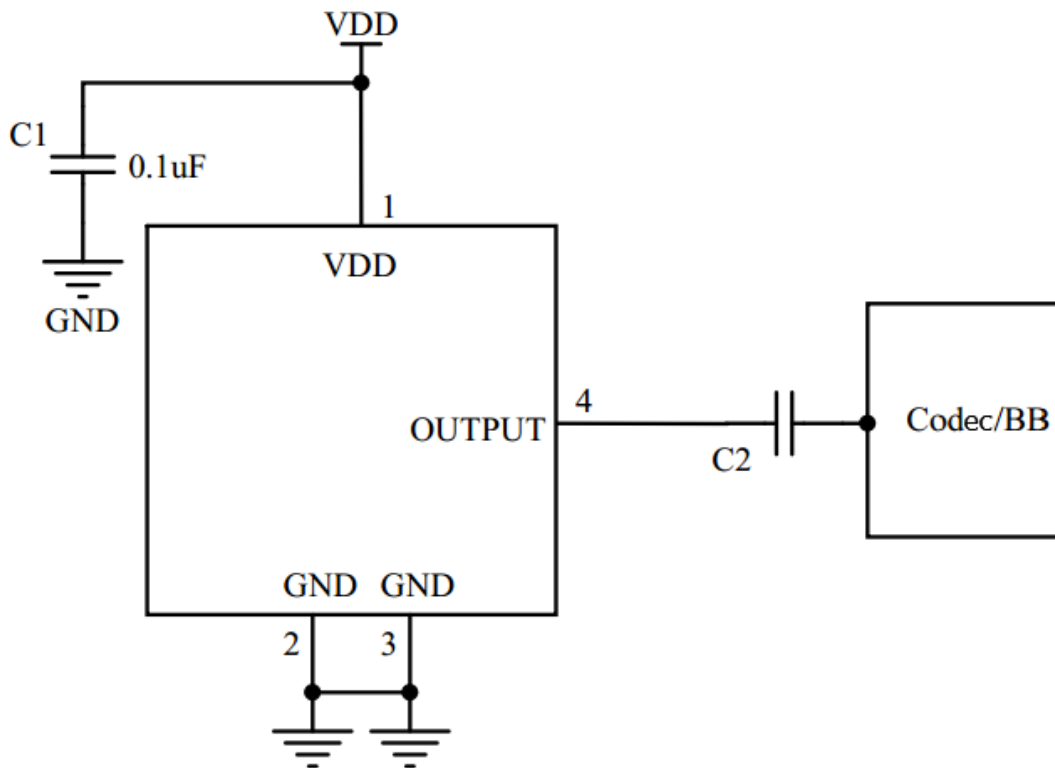 VDD
C1
0.1uF
GND
1
VDD
OUTPUT
4
C2
Codec/BB
GND GND
2 3